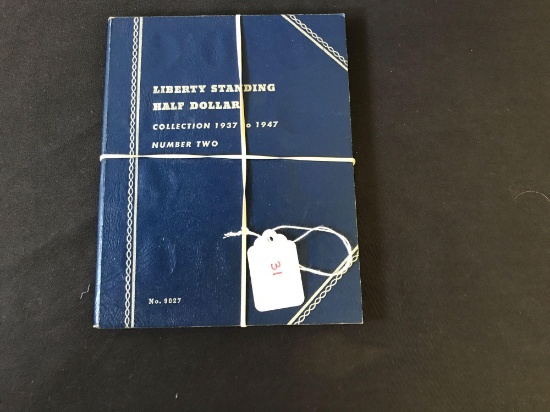 LIBERTY STANDING
HALF DOLLAR
COLLECTION 1937 to 1947
NUMBER TWO
31
No. 9027